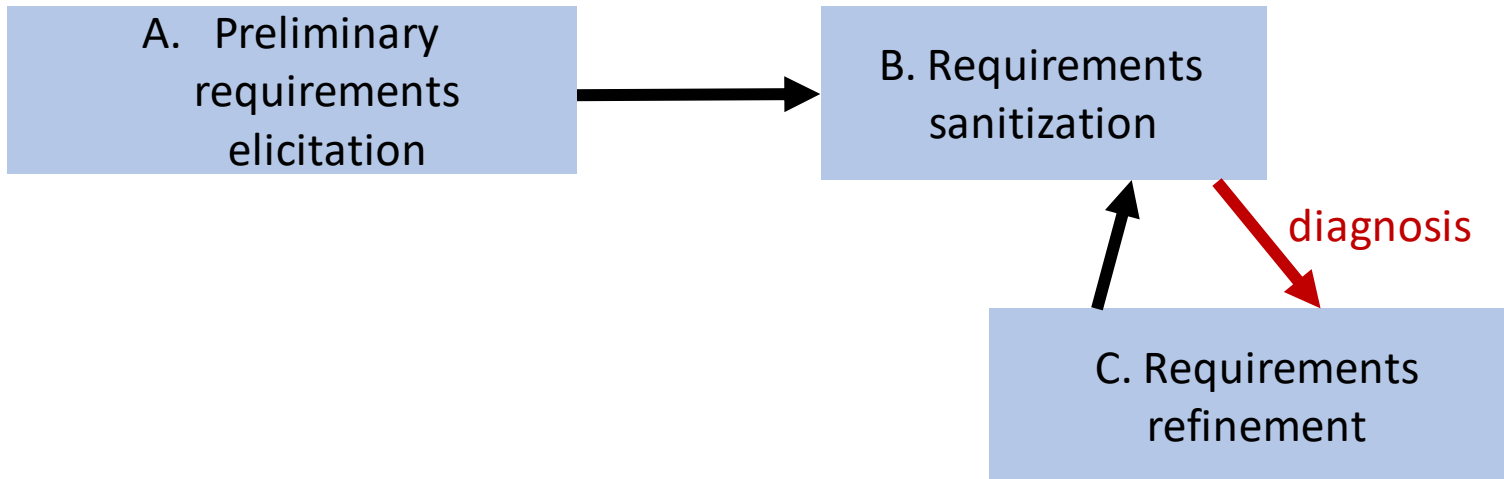 A. Preliminary
requirements
elicitation
B. Requirements
sanitization
diagnosis
C. Requirements
refinement